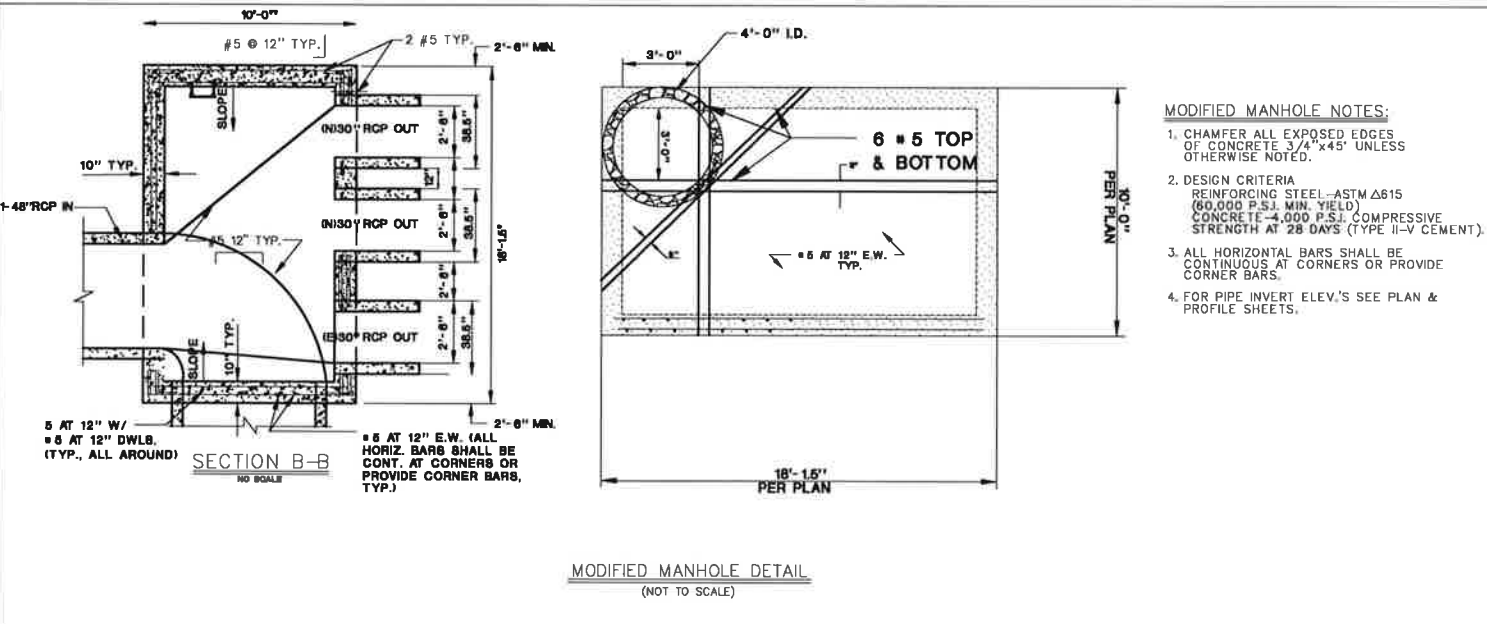 10'-0"
#5 @ 12" TYP.
2 #5 TYP.
2'-6" MIN.
SLOPE
(N)30" RCP OUT
2'-6"
38.5"
10" TYP.
12"
1-48"RCP IN
(N)30" RCP OUT
2'-6"
38.5"
18'-1.5"
#5 12" TYP.
2'-6"
(E)30" RCP OUT
2'-6"
38.5"
SLOPE
10" TYP.
2'-6" MIN.
5 AT 12" W/
#5 AT 12" DWLS.
(TYP., ALL AROUND)
SECTION B-B
NO SCALE
#5 AT 12" E.W. (ALL
HORIZ. BARS SHALL BE
CONT. AT CORNERS OR
PROVIDE CORNER BARS,
TYP.)
4'-0" I.D.
3'-0"
3'-0"
6 #5 TOP
& BOTTOM
#5 AT 12" E.W.
TYP.
10'-0"
PER PLAN
18'-1.5"
PER PLAN
MODIFIED MANHOLE DETAIL
(NOT TO SCALE)
MODIFIED MANHOLE NOTES:
1. CHAMFER ALL EXPOSED EDGES
OF CONCRETE 3/4"x45' UNLESS
OTHERWISE NOTED.
2. DESIGN CRITERIA
REINFORCING STEEL-ASTM Δ615
(60,000 P.S.I. MIN. YIELD)
CONCRETE-4,000 P.S.I. COMPRESSIVE
STRENGTH AT 28 DAYS (TYPE II-V CEMENT).
3. ALL HORIZONTAL BARS SHALL BE
CONTINUOUS AT CORNERS OR PROVIDE
CORNER BARS.
4. FOR PIPE INVERT ELEV.'S SEE PLAN &
PROFILE SHEETS.